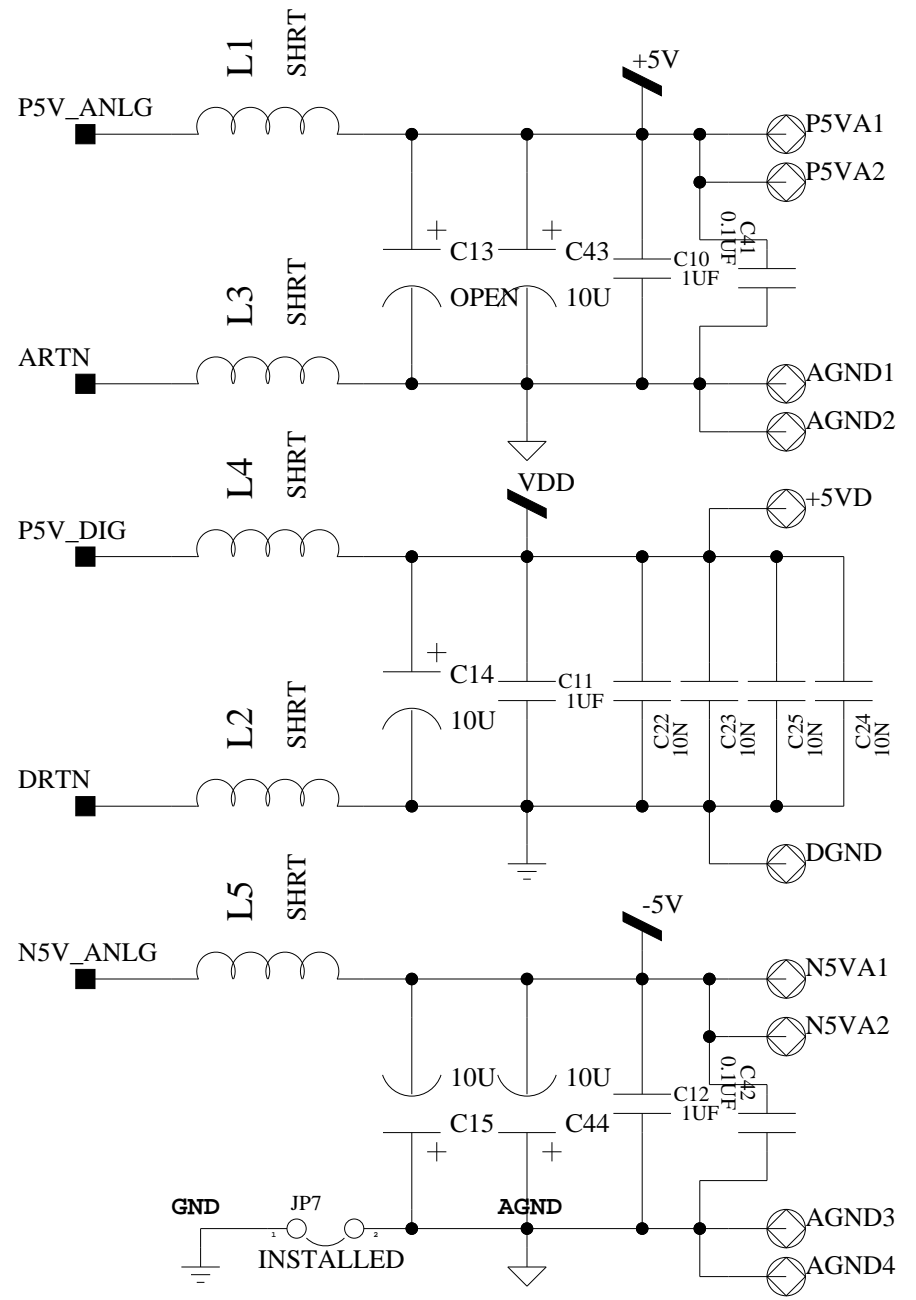 L1
SHRT
+5V
P5V_ANLG
P5VA1
P5VA2
+
C13
OPEN
+
C43
10U
C10
1UF
C41
0.1UF
L3
SHRT
ARTN
AGND1
AGND2
L4
SHRT
VDD
+5VD
P5V_DIG
+
C14
10U
C11
1UF
C22
10N
C23
10N
C25
10N
C24
10N
L2
SHRT
DRTN
DGND
L5
SHRT
-5V
N5V_ANLG
N5VA1
N5VA2
10U
C15
+
10U
C44
+
C12
1UF
C42
0.1UF
GND
JP7
1
2
INSTALLED
AGND
AGND3
AGND4